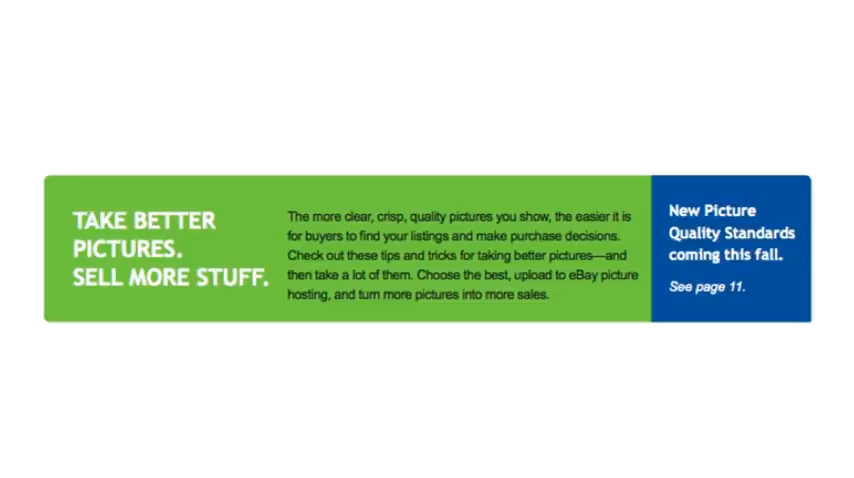 TAKE BETTER
PICTURES.
SELL MORE STUFF.
The more clear, crisp, quality pictures you show, the easier it is
for buyers to find your listings and make purchase decisions.
Check out these tips and tricks for taking better pictures—and
then take a lot of them. Choose the best, upload to eBay picture
hosting, and turn more pictures into more sales.
New Picture
Quality Standards
coming this fall.
See page 11.